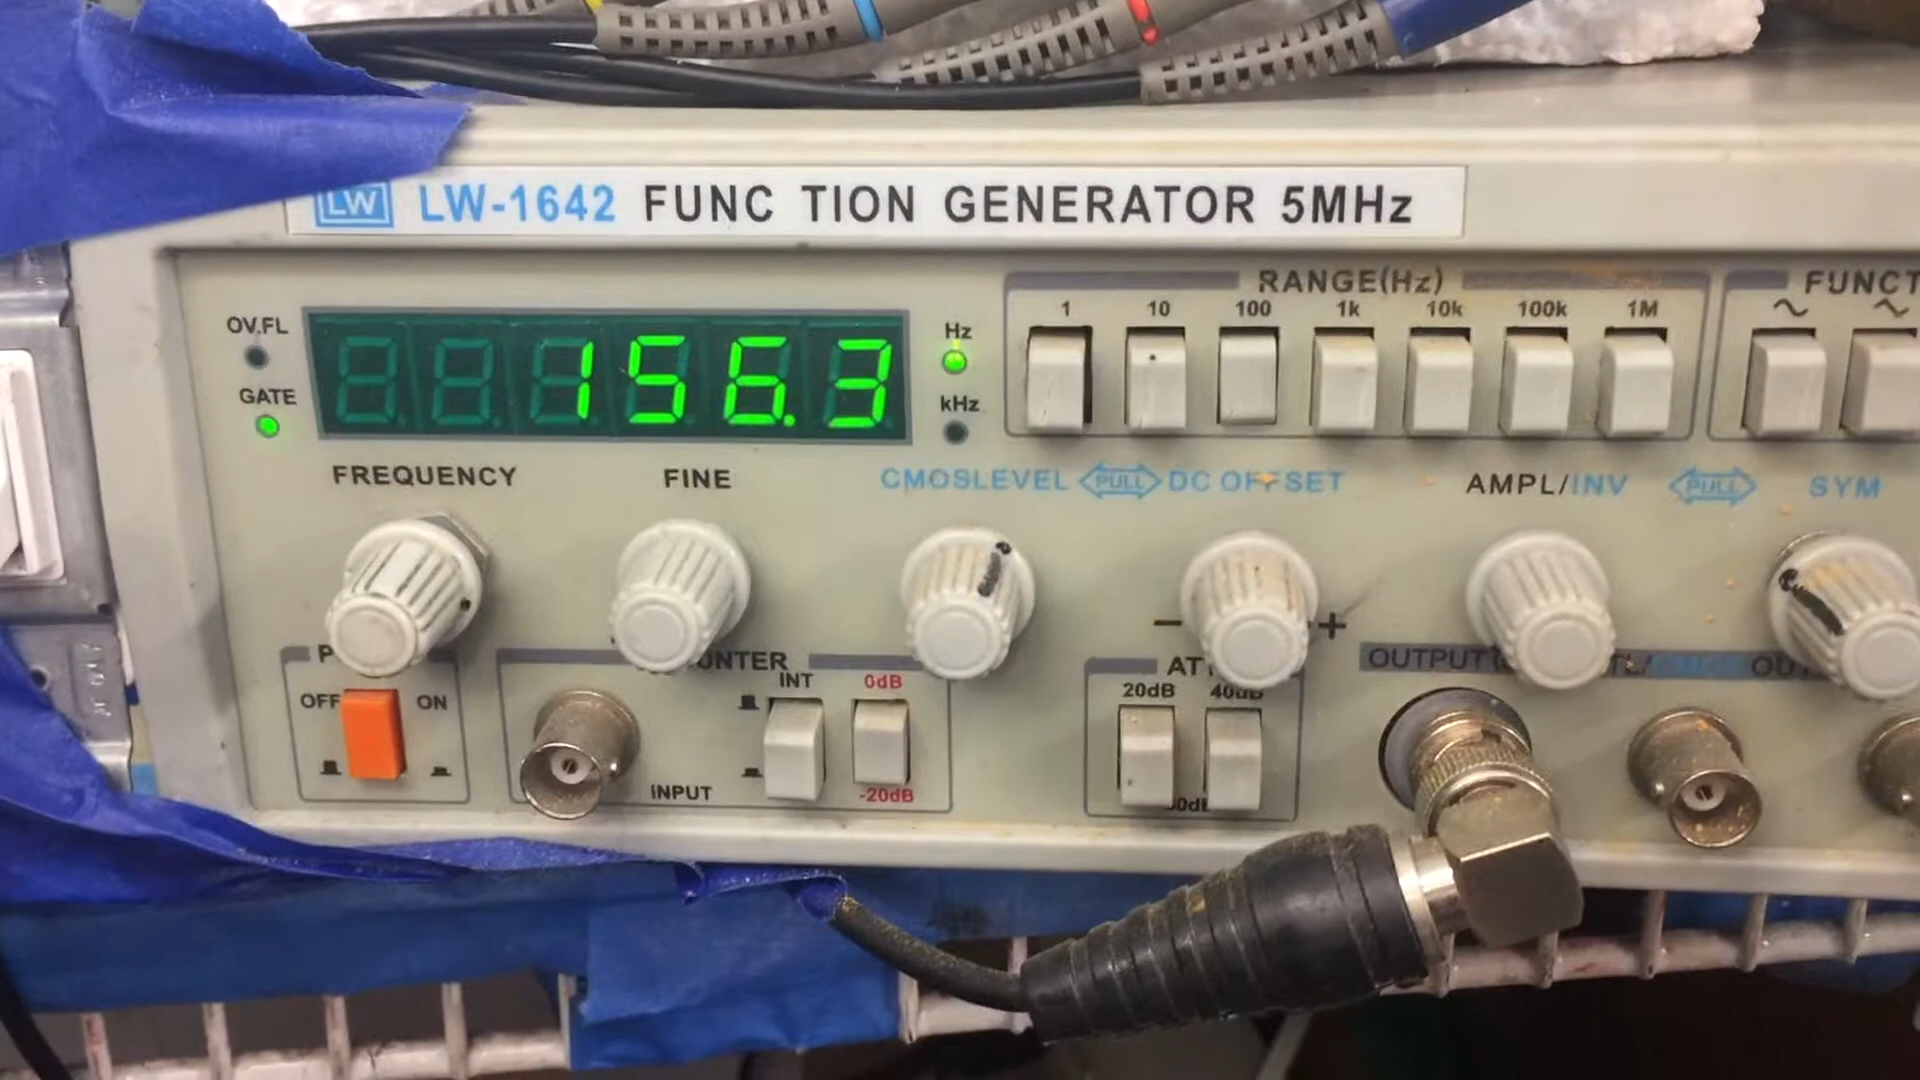 LW LW-1642 FUNC TION GENERATOR 5MHz
RANGE(Hz) FUNCT
OV.FL Hz 1 10 100 1k 10k 100k 1M
156.3
GATE kHz
FREQUENCY FINE CMOSLEVEL PULL DC OFFSET AMPL/INV PULL SYM
- +
OUTPUT
INT 0dB 20dB 40dB
OFF ON
INPUT -20dB